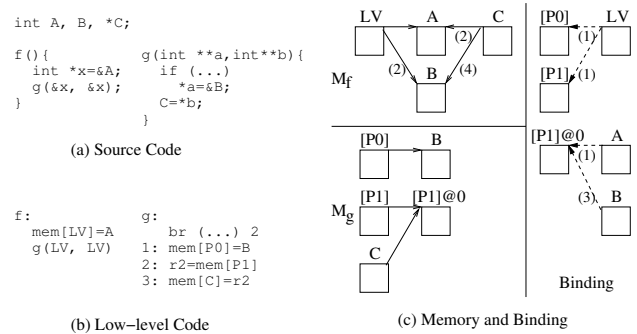 int A, B, *C;
f(){
  int *x=&A;
  g(&x, &x);
}
g(int **a,int**b){
  if (...)
    *a=&B;
  C=*b;
}
(a) Source Code
f:
  mem[LV]=A
  g(LV, LV)
g:
   br (...) 2
1: mem[P0]=B
2: r2=mem[P1]
3: mem[C]=r2
(b) Low-level Code
LV A C
(2) (2) (4)
B
Mf
[P0] B
[P1] [P1]@0
Mg
C
[P0] LV
(1)
[P1] (1)
[P1]@0 A
(1)
(3) B
Binding
(c) Memory and Binding